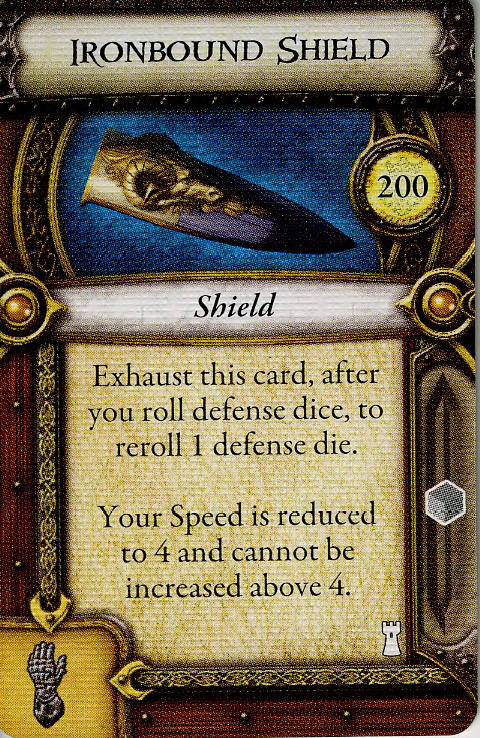 IRONBOUND SHIELD
200
Shield
Exhaust this card, after
you roll defense dice, to
reroll 1 defense die.
Your Speed is reduced
to 4 and cannot be
increased above 4.